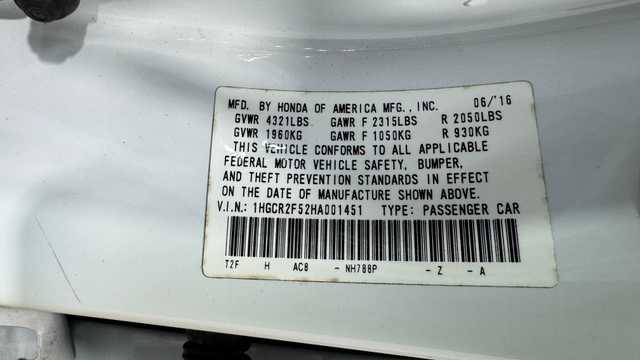 MFD. BY HONDA OF AMERICA MFG., INC. 06/'16
GVWR 4321LBS GAWR F 2315LBS R 2050LBS
GVWR 1960KG GAWR F 1050KG R 930KG
THIS VEHICLE CONFORMS TO ALL APPLICABLE
FEDERAL MOTOR VEHICLE SAFETY, BUMPER,
AND THEFT PREVENTION STANDARDS IN EFFECT
ON THE DATE OF MANUFACTURE SHOWN ABOVE.
V.I.N.: 1HGCR2F52HA001451 TYPE: PASSENGER CAR
T2F H AC8 - NH788P - Z - A